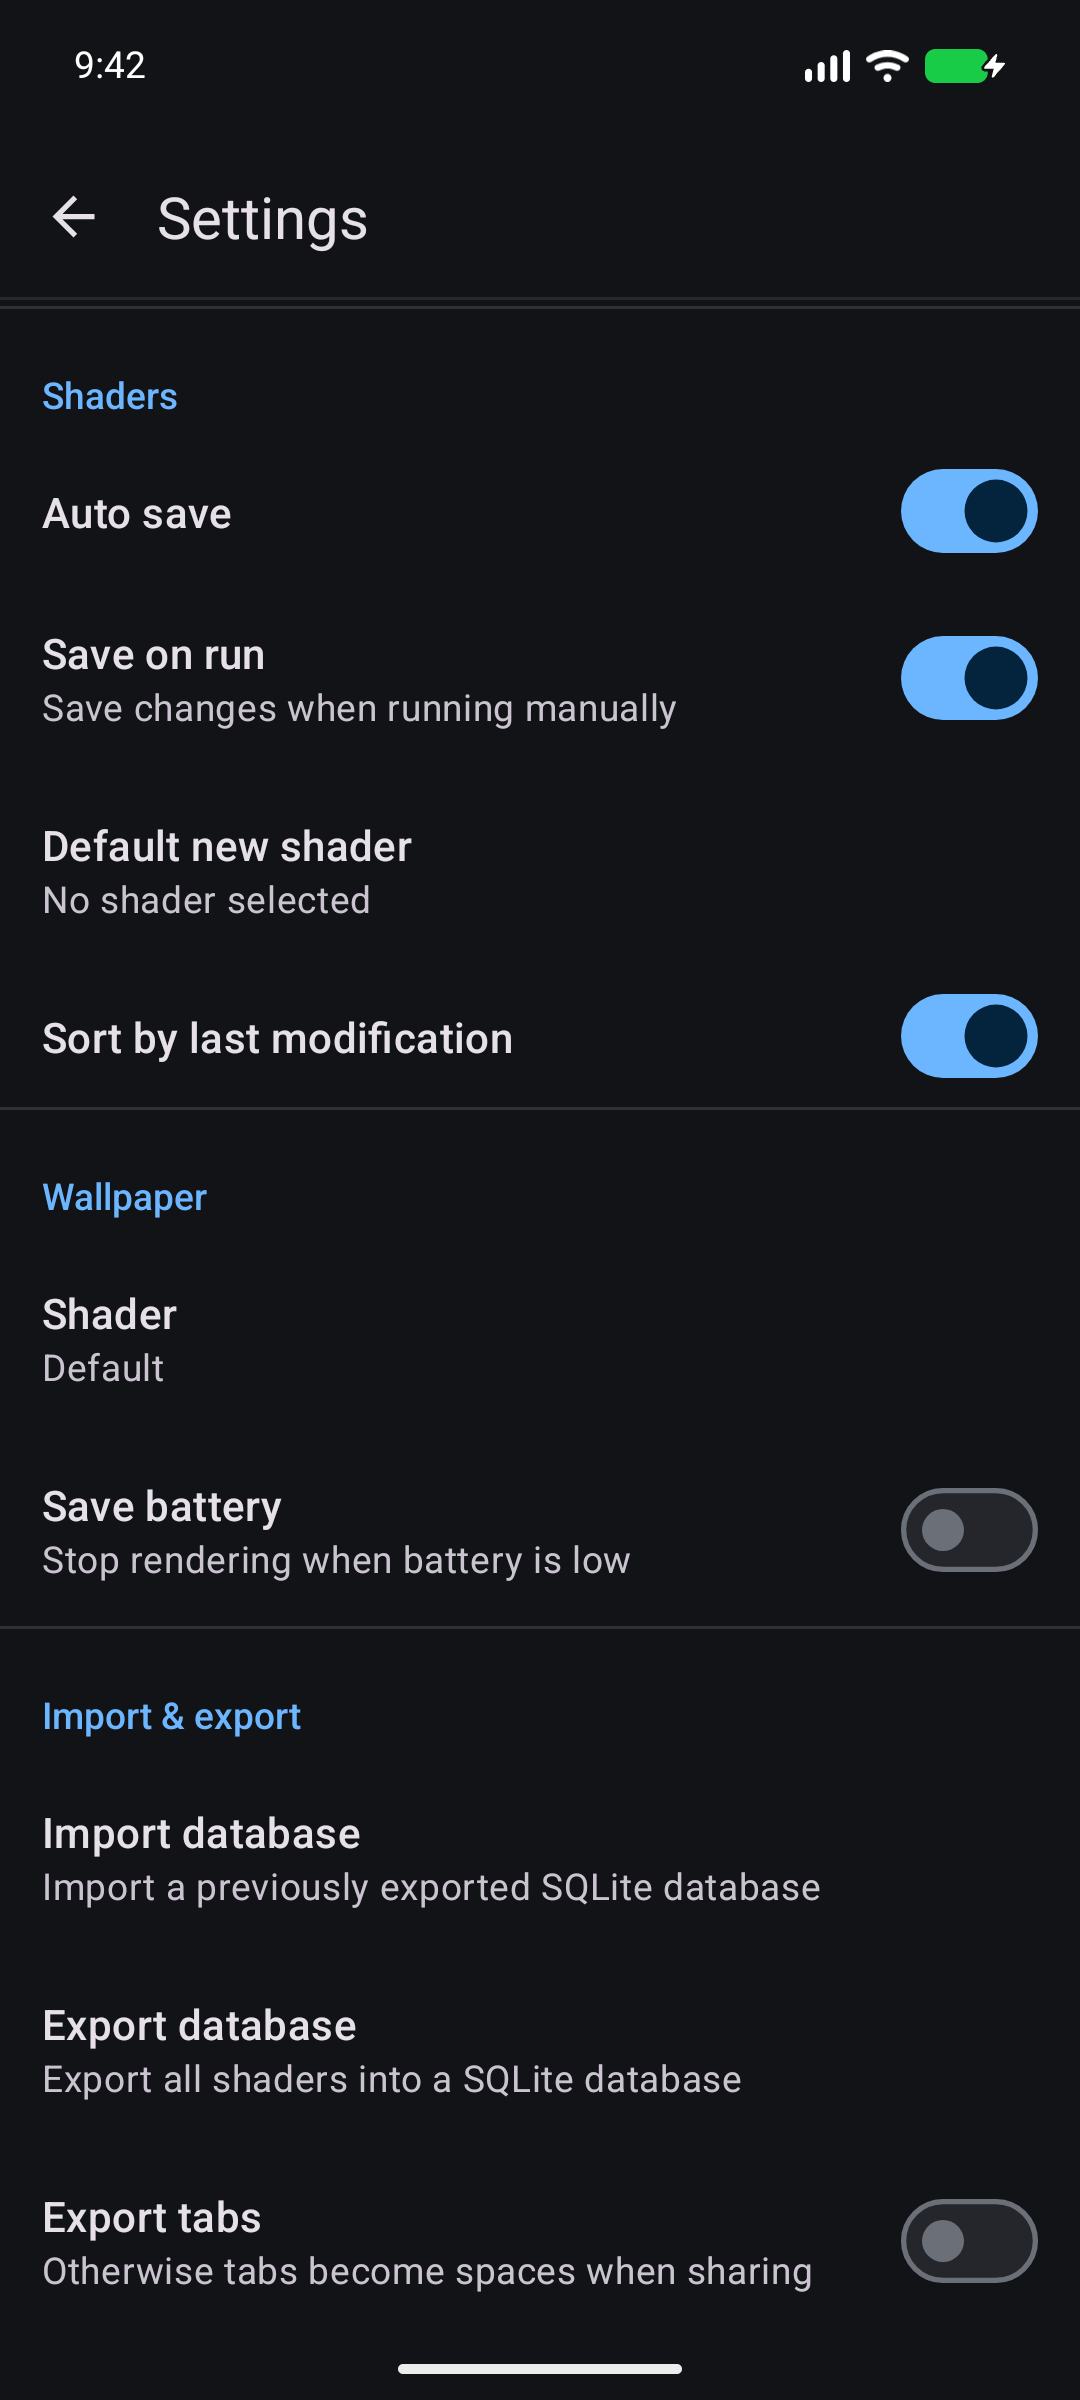 9:42
Settings
Shaders
Auto save
Save on run
Save changes when running manually
Default new shader
No shader selected
Sort by last modification
Wallpaper
Shader
Default
Save battery
Stop rendering when battery is low
Import & export
Import database
Import a previously exported SQLite database
Export database
Export all shaders into a SQLite database
Export tabs
Otherwise tabs become spaces when sharing